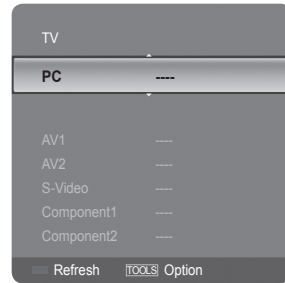 TV
PC ----
AV1 ----
AV2 ----
S-Video ----
Component1 ----
Component2 ----
Refresh TOOLS Option